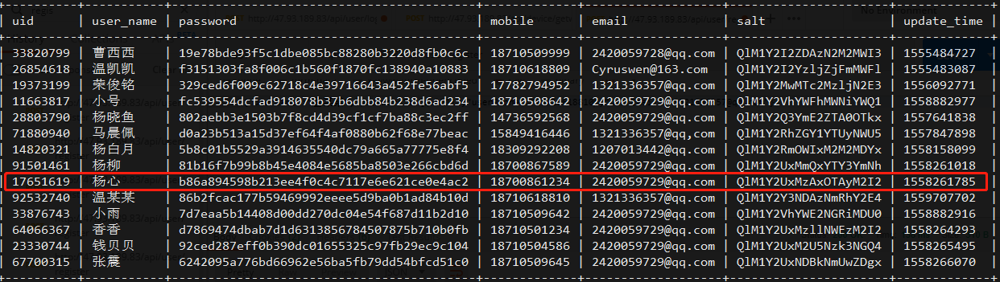 | uid | user_name | password | mobile | email | salt | update_time |
| 33820799 | 曹西西 | 19e78bde93f5c1dbe085bc88280b3220d8fb0c6c | 18710509999 | 2420059728@qq.com | QlM1Y2I2ZDAzN2M2MWI3 | 1555484727 |
| 26854618 | 温凯凯 | f3151303fa8f006c1b560f1870fc138940a10883 | 18710618809 | Cyruswen@163.com | QlM1Y2I2YzljZjFmMWFl | 1555483087 |
| 19373199 | 荣俊铭 | 329ced6f009c62718c4e39716643a452fe56abf5 | 17782794952 | 1321336357@qq.com | QlM1Y2MwMTc2MzljN2E3 | 1556092771 |
| 11663817 | 小号 | fc539554dcfad918078b37b6dbb84b238d6ad234 | 18710508642 | 2420059729@qq.com | QlM1Y2VhYWFhMWNiYWQ1 | 1558882977 |
| 28803790 | 杨晓鱼 | 802aebb3e1503b7f8cd4d39cf1cf7ba88c3ec2ff | 14736592568 | 2420059729@qq.com | QlM1Y2Q3YmE2ZTA0OTkx | 1557641838 |
| 71880940 | 马晨佩 | d0a23b513a15d37ef64f4af0880b62f68e77beac | 15849416446 | 1321336357@qq,com | QlM1Y2RhZGY1YTUyNWU5 | 1557847898 |
| 14820321 | 杨白月 | 5b8c01b5529a3914635540dc79a665a77775e8f4 | 18309292208 | 1207013442@qq.com | QlM1Y2RmOWIxM2M2MDYx | 1558158099 |
| 91501461 | 杨柳 | 81b16f7b99b8b45e4084e5685ba8503e266cbd6d | 18700867589 | 2420059729@qq.com | QlM1Y2UxMmQxYTY3YmNh | 1558261018 |
| 17651619 | 杨心 | b86a894598b213ee4f0c4c7117e6e621ce0e4ac2 | 18700861234 | 2420059729@qq.com | QlM1Y2UxMzAxOTAyM2I2 | 1558261785 |
| 92532740 | 温某某 | 86b2fcac177b59469992eeee5d9ba0b1ad84b10d | 18710618810 | 1321336357@qq.com | QlM1Y2Y3NDAzNmRhY2E4 | 1559707702 |
| 33876743 | 小雨 | 7d7eaa5b14408d00dd270dc04e54f687d11b2d10 | 18710509642 | 2420059729@qq.com | QlM1Y2VhYWE2NGRiMDU0 | 1558882916 |
| 64066367 | 香香 | d7869474dbab7d1d6313856784507875b710b0fb | 18710501234 | 2420059729@qq.com | QlM1Y2UxMzllNWEzM2I2 | 1558264293 |
| 23330742 | 钱贝贝 | 92ced287eff0b390dc01655325c97fb29ec9c104 | 18710504586 | 2420059729@qq.com | QlM1Y2UxM2U5Nzk3NGQ4 | 1558265495 |
| 67700315 | 张震 | 6242095a776bd66962e56ba5fb79dd54bfcd51c0 | 18710509645 | 2420059729@qq.com | QlM1Y2UxNDBkNmUwZDgx | 1558266070 |